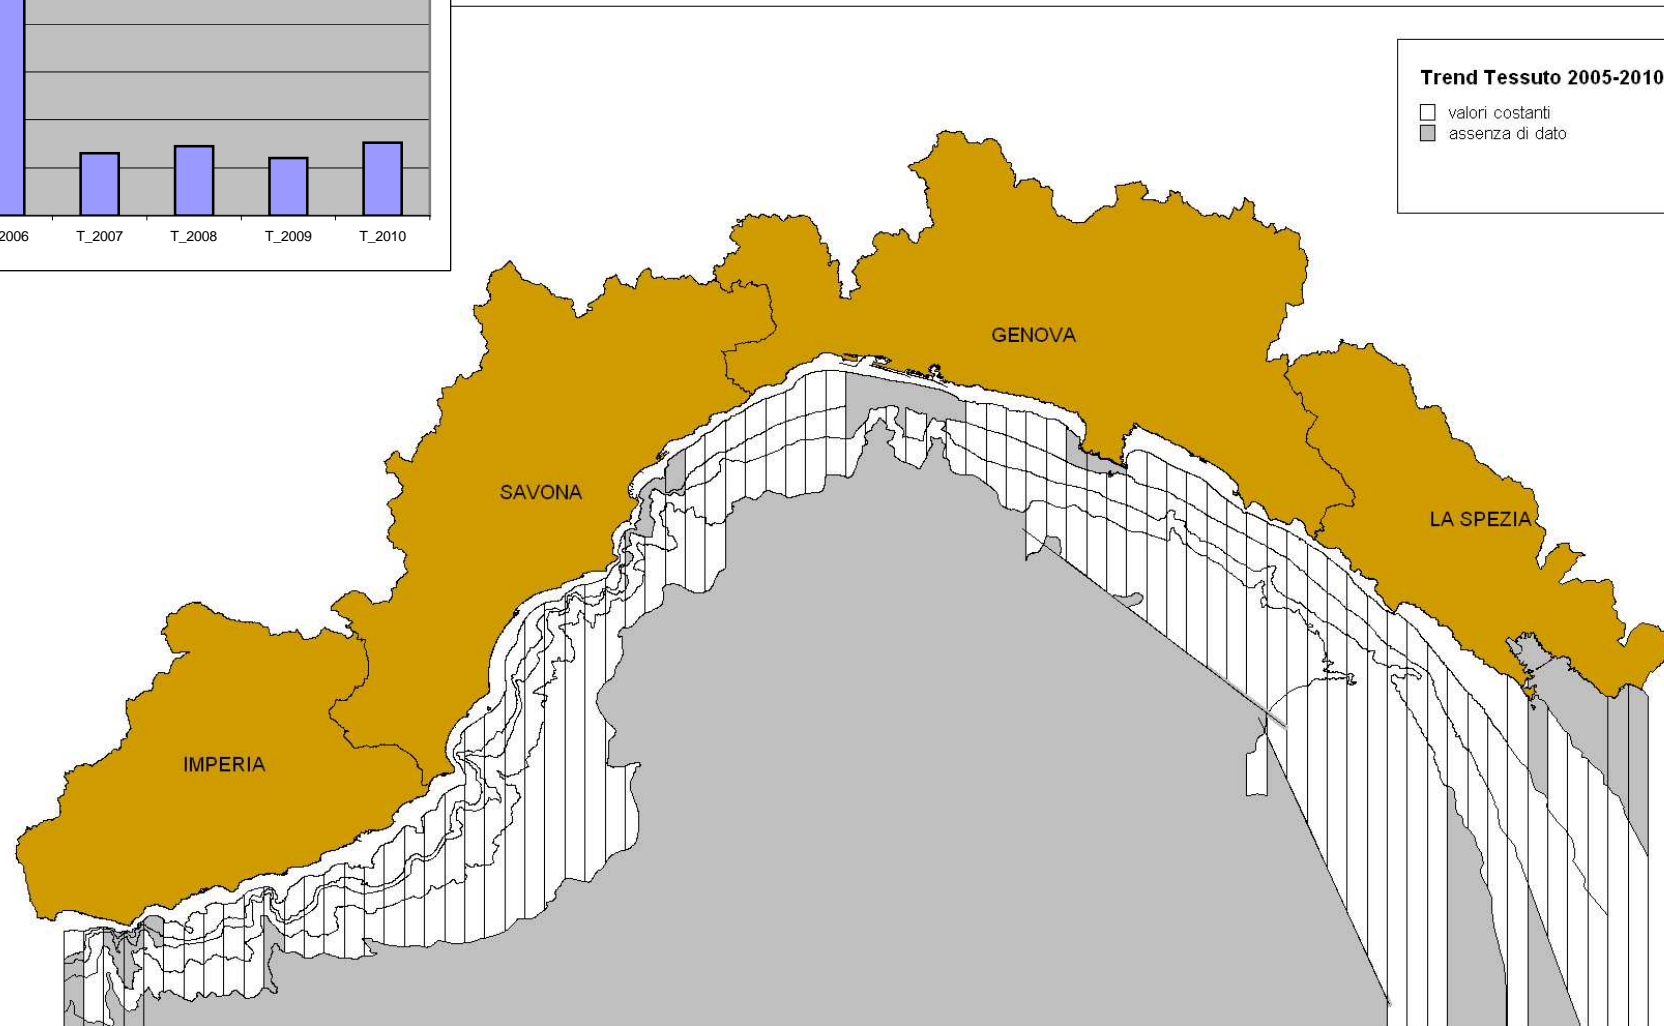 2006 T_2007 T_2008 T_2009 T_2010
Trend Tessuto 2005-2010
valori costanti
assenza di dato
GENOVA
SAVONA
LA SPEZIA
IMPERIA